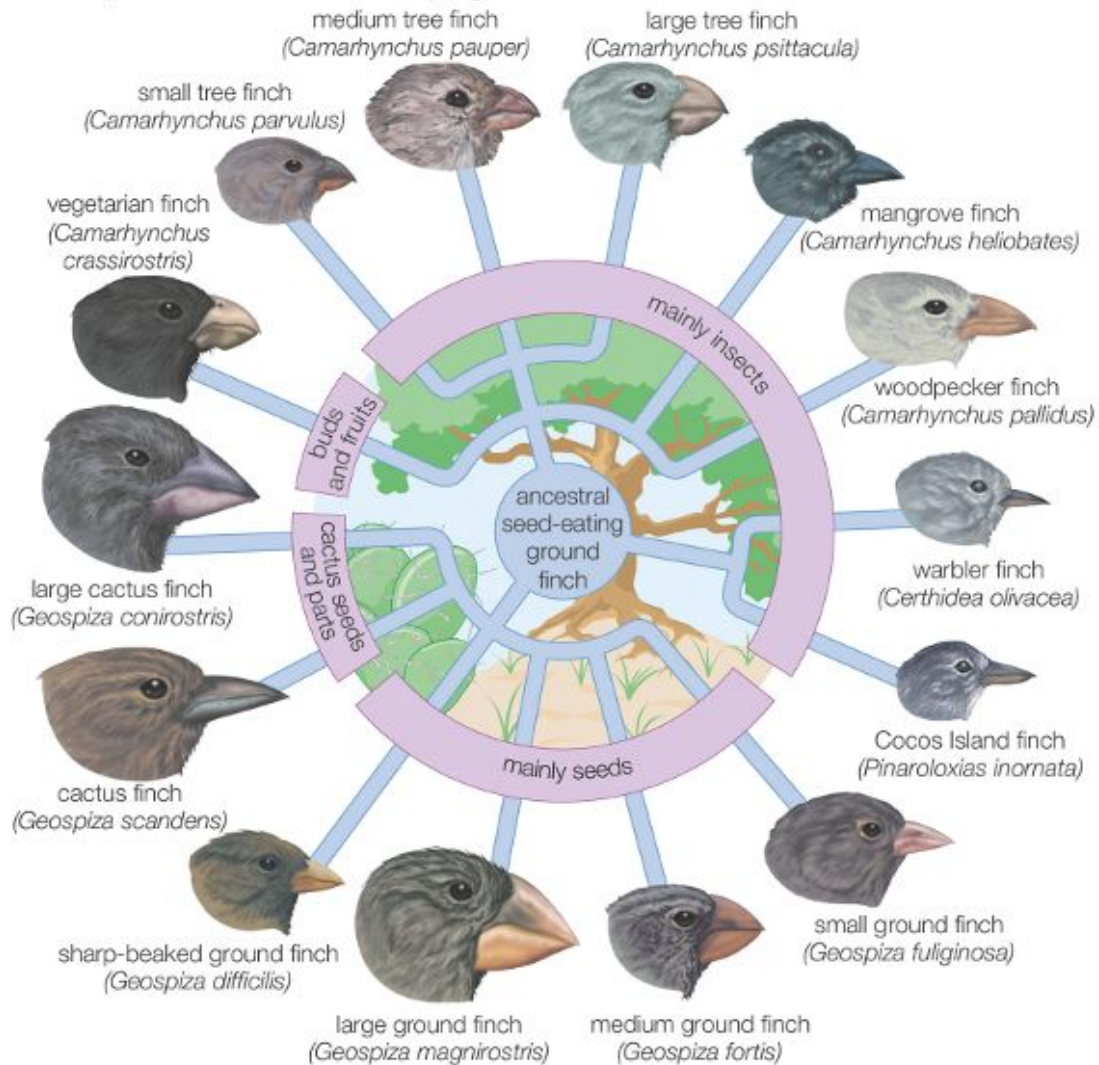 medium tree finch
(Camarhynchus pauper)
large tree finch
(Camarhynchus psittacula)
small tree finch
(Camarhynchus parvulus)
mangrove finch
(Camarhynchus heliobates)
vegetarian finch
(Camarhynchus
crassirostris)
woodpecker finch
(Camarhynchus pallidus)
mainly insects
buds
and fruits
ancestral
seed-eating
ground
finch
cactus seeds
and parts
mainly seeds
large cactus finch
(Geospiza conirostris)
warbler finch
(Certhidea olivacea)
cactus finch
(Geospiza scandens)
Cocos Island finch
(Pinaroloxias inornata)
sharp-beaked ground finch
(Geospiza difficilis)
small ground finch
(Geospiza fuliginosa)
large ground finch
(Geospiza magnirostris)
medium ground finch
(Geospiza fortis)